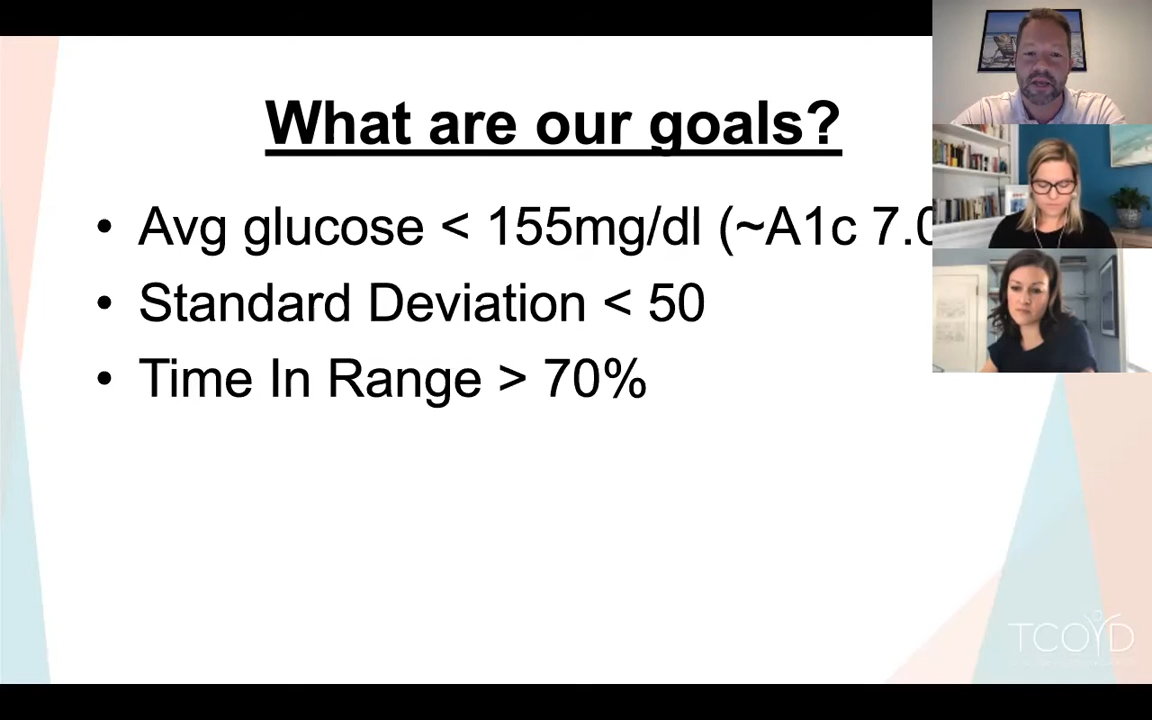 What are our goals?
• Avg glucose < 155mg/dl (~A1c 7.0
• Standard Deviation < 50
• Time In Range > 70%
TCOYD